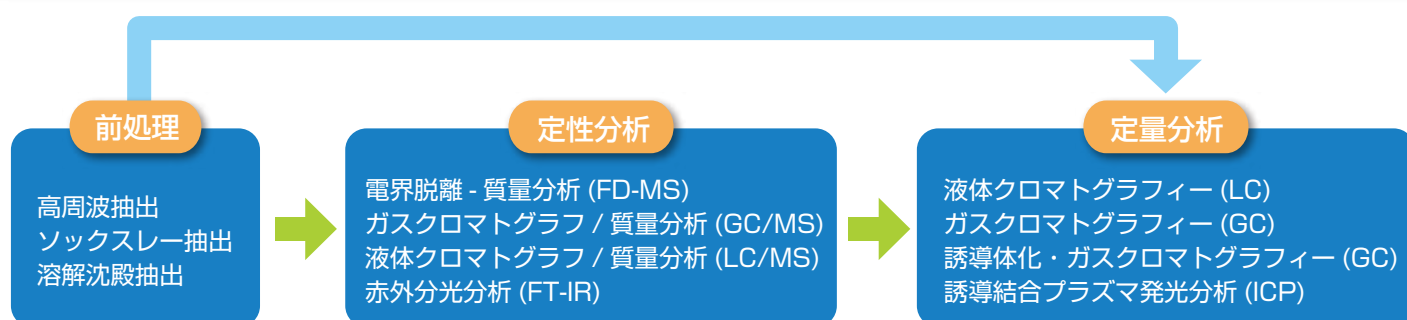 前処理
高周波抽出
ソックスレー抽出
溶解沈殿抽出
定性分析
電界脱離 - 質量分析 (FD-MS)
ガスクロマトグラフ / 質量分析 (GC/MS)
液体クロマトグラフ / 質量分析 (LC/MS)
赤外分光分析 (FT-IR)
定量分析
液体クロマトグラフィー (LC)
ガスクロマトグラフィー (GC)
誘導体化・ガスクロマトグラフィー (GC)
誘導結合プラズマ発光分析 (ICP)